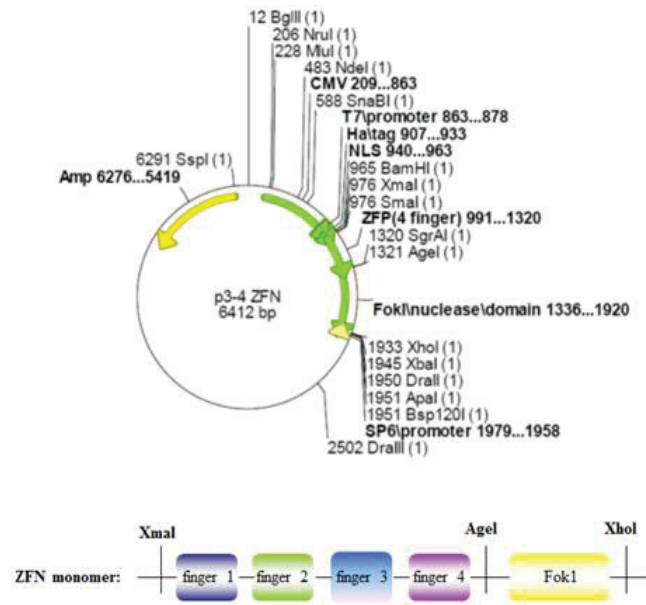 12 BglII (1)
206 NruI (1)
228 MluI (1)
483 NdeI (1)
CMV 209...863
588 SnaBI (1)
T7\promoter 863...878
Ha\tag 907...933
NLS 940...963
965 BamHI (1)
976 XmaI (1)
976 SmaI (1)
ZFP(4 finger) 991...1320
1320 SgrAI (1)
1321 AgeI (1)
FokI\nuclease\domain 1336...1920
1933 XhoI (1)
1945 XbaI (1)
1950 DraII (1)
1951 ApaI (1)
1951 Bsp120I (1)
SP6\promoter 1979...1958
2502 DraIII (1)
6291 SspI (1)
Amp 6276...5419
p3-4 ZFN
6412 bp
XmaI AgeI XhoI
ZFN monomer: finger 1 finger 2 finger 3 finger 4 Fok1